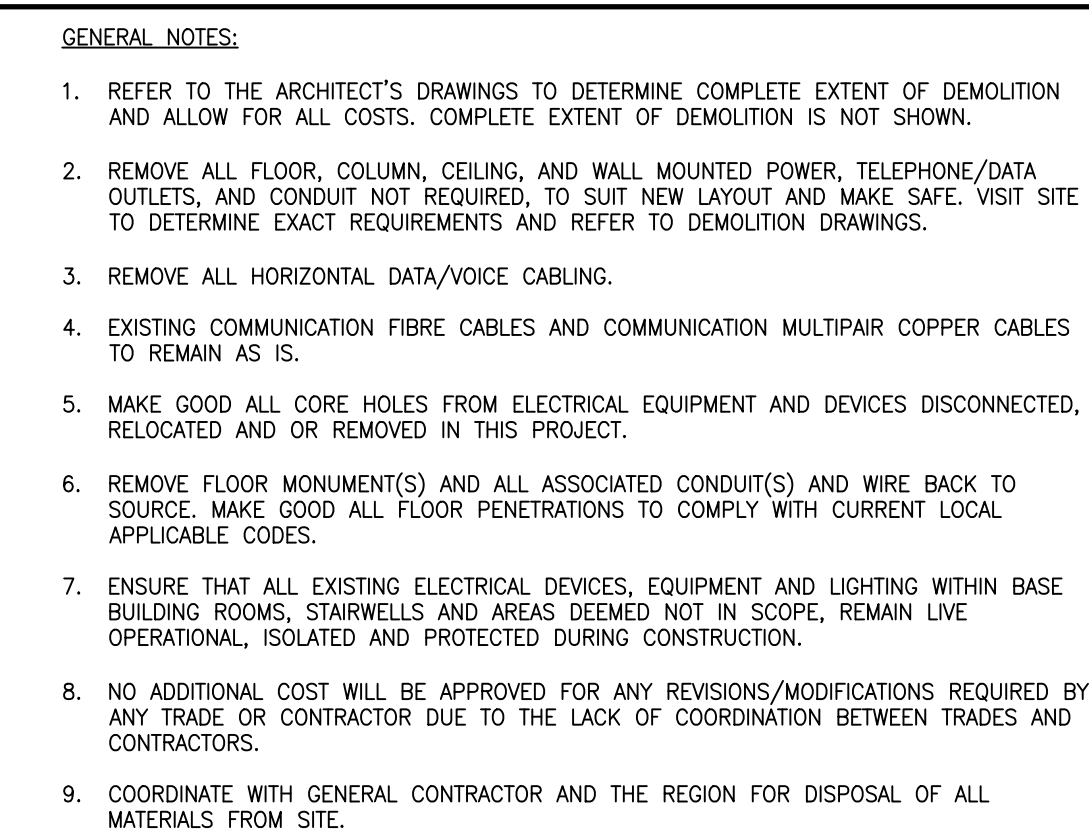 GENERAL NOTES:
1. REFER TO THE ARCHITECT'S DRAWINGS TO DETERMINE COMPLETE EXTENT OF DEMOLITION
AND ALLOW FOR ALL COSTS. COMPLETE EXTENT OF DEMOLITION IS NOT SHOWN.
2. REMOVE ALL FLOOR, COLUMN, CEILING, AND WALL MOUNTED POWER, TELEPHONE/DATA
OUTLETS, AND CONDUIT NOT REQUIRED, TO SUIT NEW LAYOUT AND MAKE SAFE. VISIT SITE
TO DETERMINE EXACT REQUIREMENTS AND REFER TO DEMOLITION DRAWINGS.
3. REMOVE ALL HORIZONTAL DATA/VOICE CABLING.
4. EXISTING COMMUNICATION FIBRE CABLES AND COMMUNICATION MULTIPAIR COPPER CABLES
TO REMAIN AS IS.
5. MAKE GOOD ALL CORE HOLES FROM ELECTRICAL EQUIPMENT AND DEVICES DISCONNECTED,
RELOCATED AND OR REMOVED IN THIS PROJECT.
6. REMOVE FLOOR MONUMENT(S) AND ALL ASSOCIATED CONDUIT(S) AND WIRE BACK TO
SOURCE. MAKE GOOD ALL FLOOR PENETRATIONS TO COMPLY WITH CURRENT LOCAL
APPLICABLE CODES.
7. ENSURE THAT ALL EXISTING ELECTRICAL DEVICES, EQUIPMENT AND LIGHTING WITHIN BASE
BUILDING ROOMS, STAIRWELLS AND AREAS DEEMED NOT IN SCOPE, REMAIN LIVE
OPERATIONAL, ISOLATED AND PROTECTED DURING CONSTRUCTION.
8. NO ADDITIONAL COST WILL BE APPROVED FOR ANY REVISIONS/MODIFICATIONS REQUIRED BY
ANY TRADE OR CONTRACTOR DUE TO THE LACK OF COORDINATION BETWEEN TRADES AND
CONTRACTORS.
9. COORDINATE WITH GENERAL CONTRACTOR AND THE REGION FOR DISPOSAL OF ALL
MATERIALS FROM SITE.